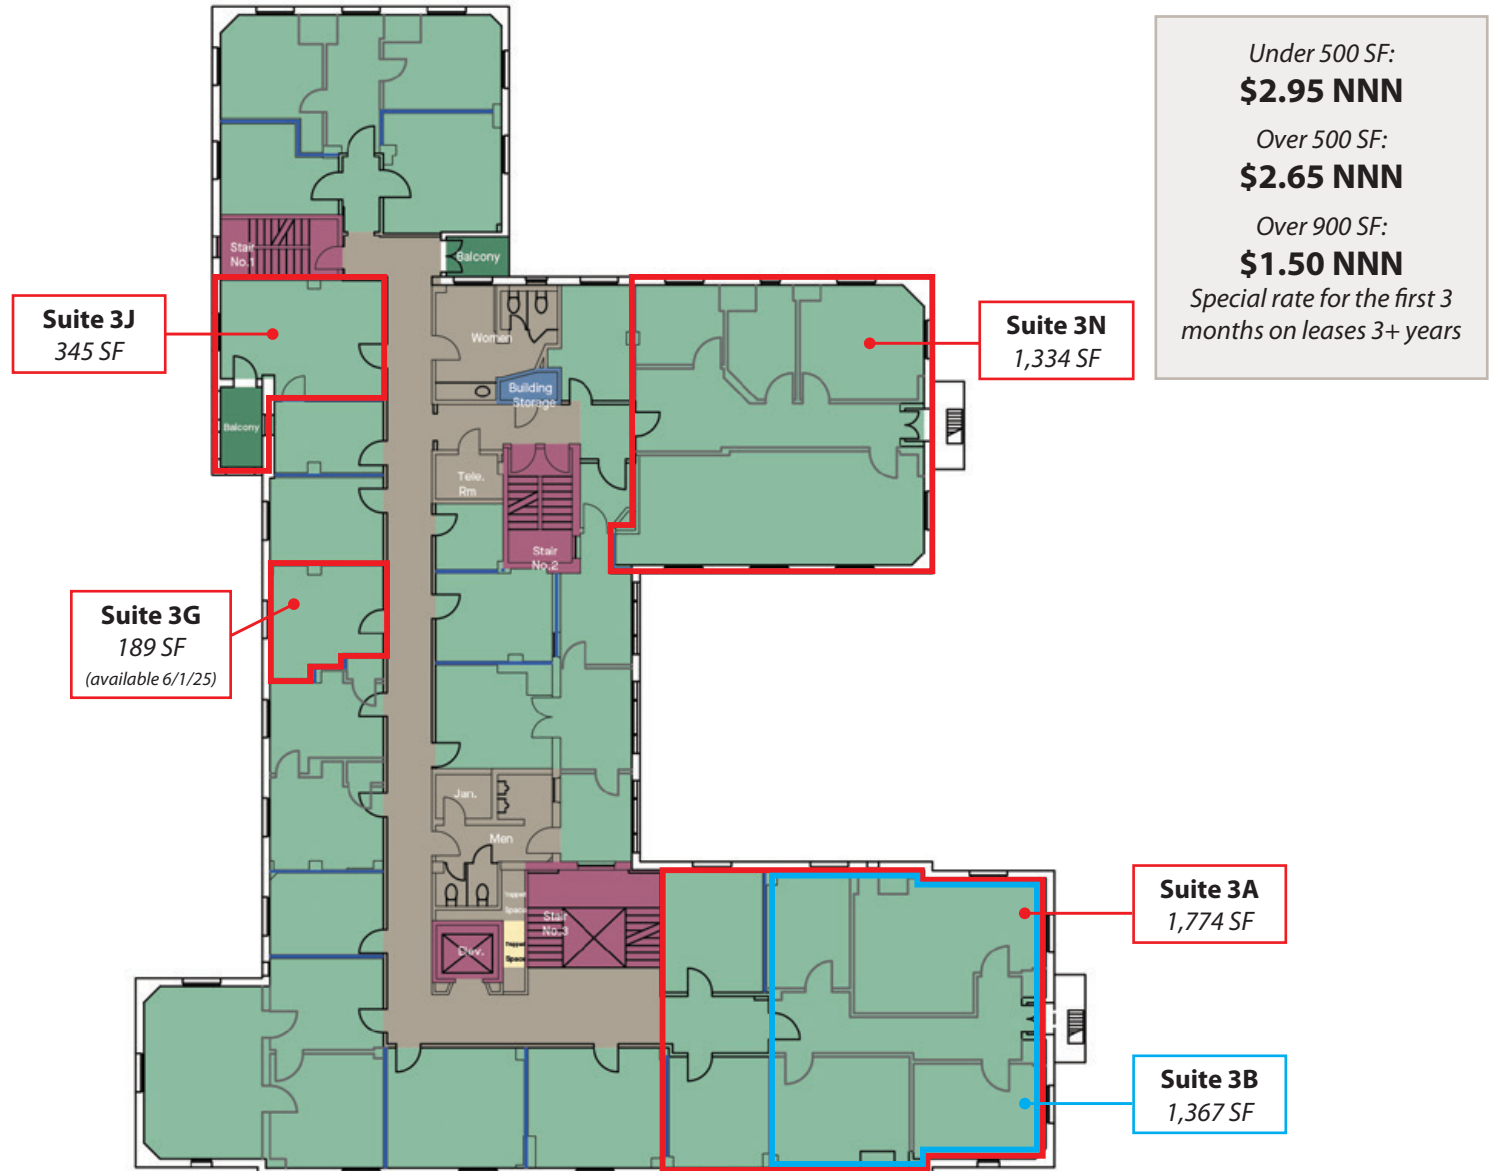 Under 500 SF:
$2.95 NNN
Over 500 SF:
$2.65 NNN
Over 900 SF:
$1.50 NNN
Special rate for the first 3
months on leases 3+ years
Stair
No.1
Balcony
Suite 3J
345 SF
Women
Suite 3N
1,334 SF
Building
Storage
Balcony
Tele.
Rm
Stair
No.2
Suite 3G
189 SF
(available 6/1/25)
Jan.
Men
Space
Stair
No.3
Elev.
Space
Suite 3A
1,774 SF
Suite 3B
1,367 SF